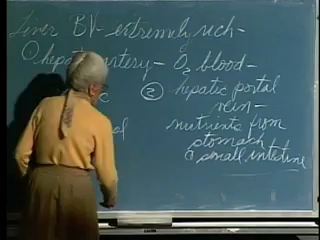 Liver BV - extremely rich -
① hepatic artery - O₂ blood -
② hepatic portal
vein -
nutrients from
stomach
& small intestine